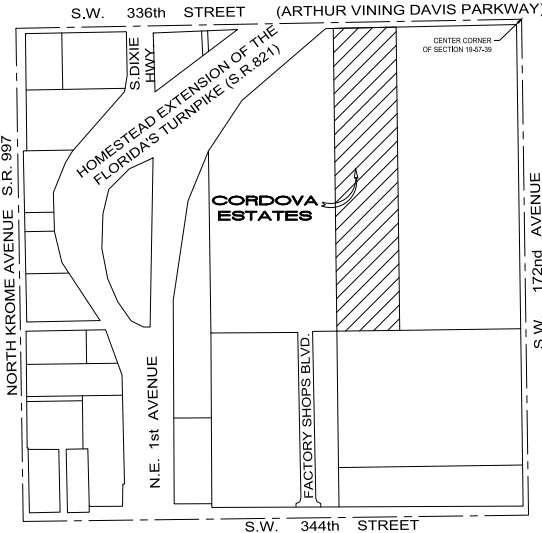 S.W. 336th STREET (ARTHUR VINING DAVIS PARKWAY)
CENTER CORNER
OF SECTION 19-57-39
S.DIXIE
HWY
HOMESTEAD EXTENSION OF THE
FLORIDA'S TURNPIKE (S.R.821)
NORTH KROME AVENUE S.R. 997
CORDOVA
ESTATES
S.W. 172nd AVENUE
N.E. 1st AVENUE
FACTORY SHOPS BLVD.
S.W. 344th STREET